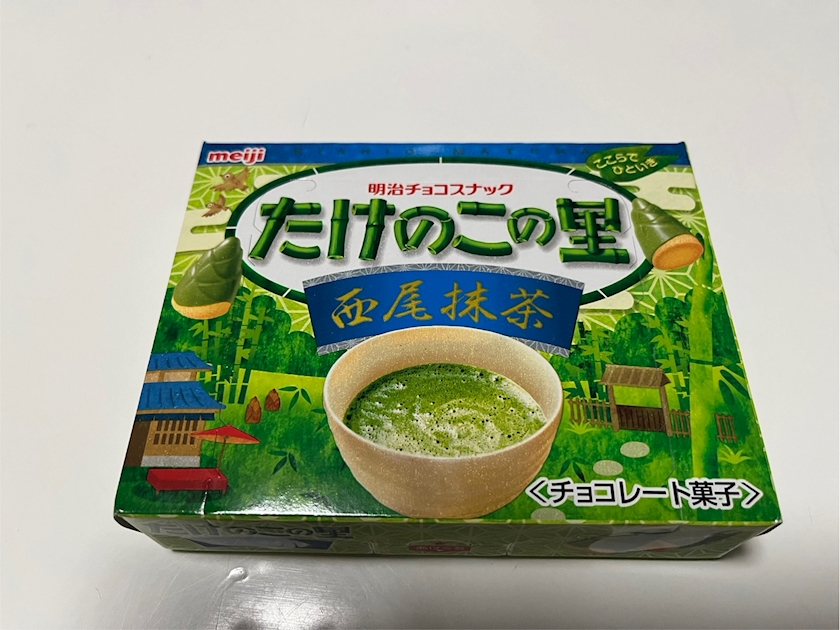 meiji
ここらで
ひといき
明治チョコスナック
たけのこの里
西尾抹茶
〈チョコレート菓子〉
たけのこの里